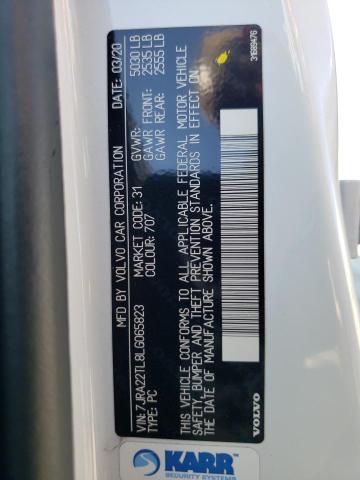 MFD BY VOLVO CAR CORPORATION DATE: 03/20
MARKET CODE: 31 GVWR: 5030 LB
COLOUR: 707 GAWR FRONT: 2535 LB
GAWR REAR: 2555 LB
VIN: 7JRA22TL8LG065823
TYPE: PC
THIS VEHICLE CONFORMS TO ALL APPLICABLE FEDERAL MOTOR VEHICLE
SAFETY, BUMPER AND THEFT PREVENTION STANDARDS IN EFFECT ON
THE DATE OF MANUFACTURE SHOWN ABOVE.
VOLVO
31699476
KARR
SECURITY SYSTEMS